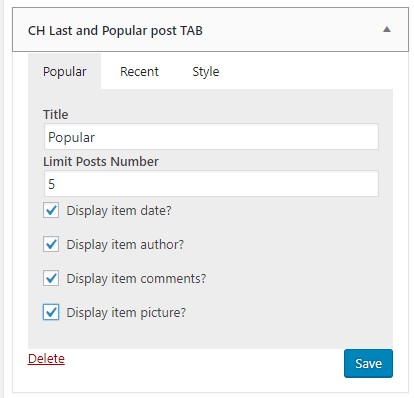 CH Last and Popular post TAB
Popular Recent Style
Title
Popular
Limit Posts Number
5
Display item date?
Display item author?
Display item comments?
Display item picture?
Delete Save